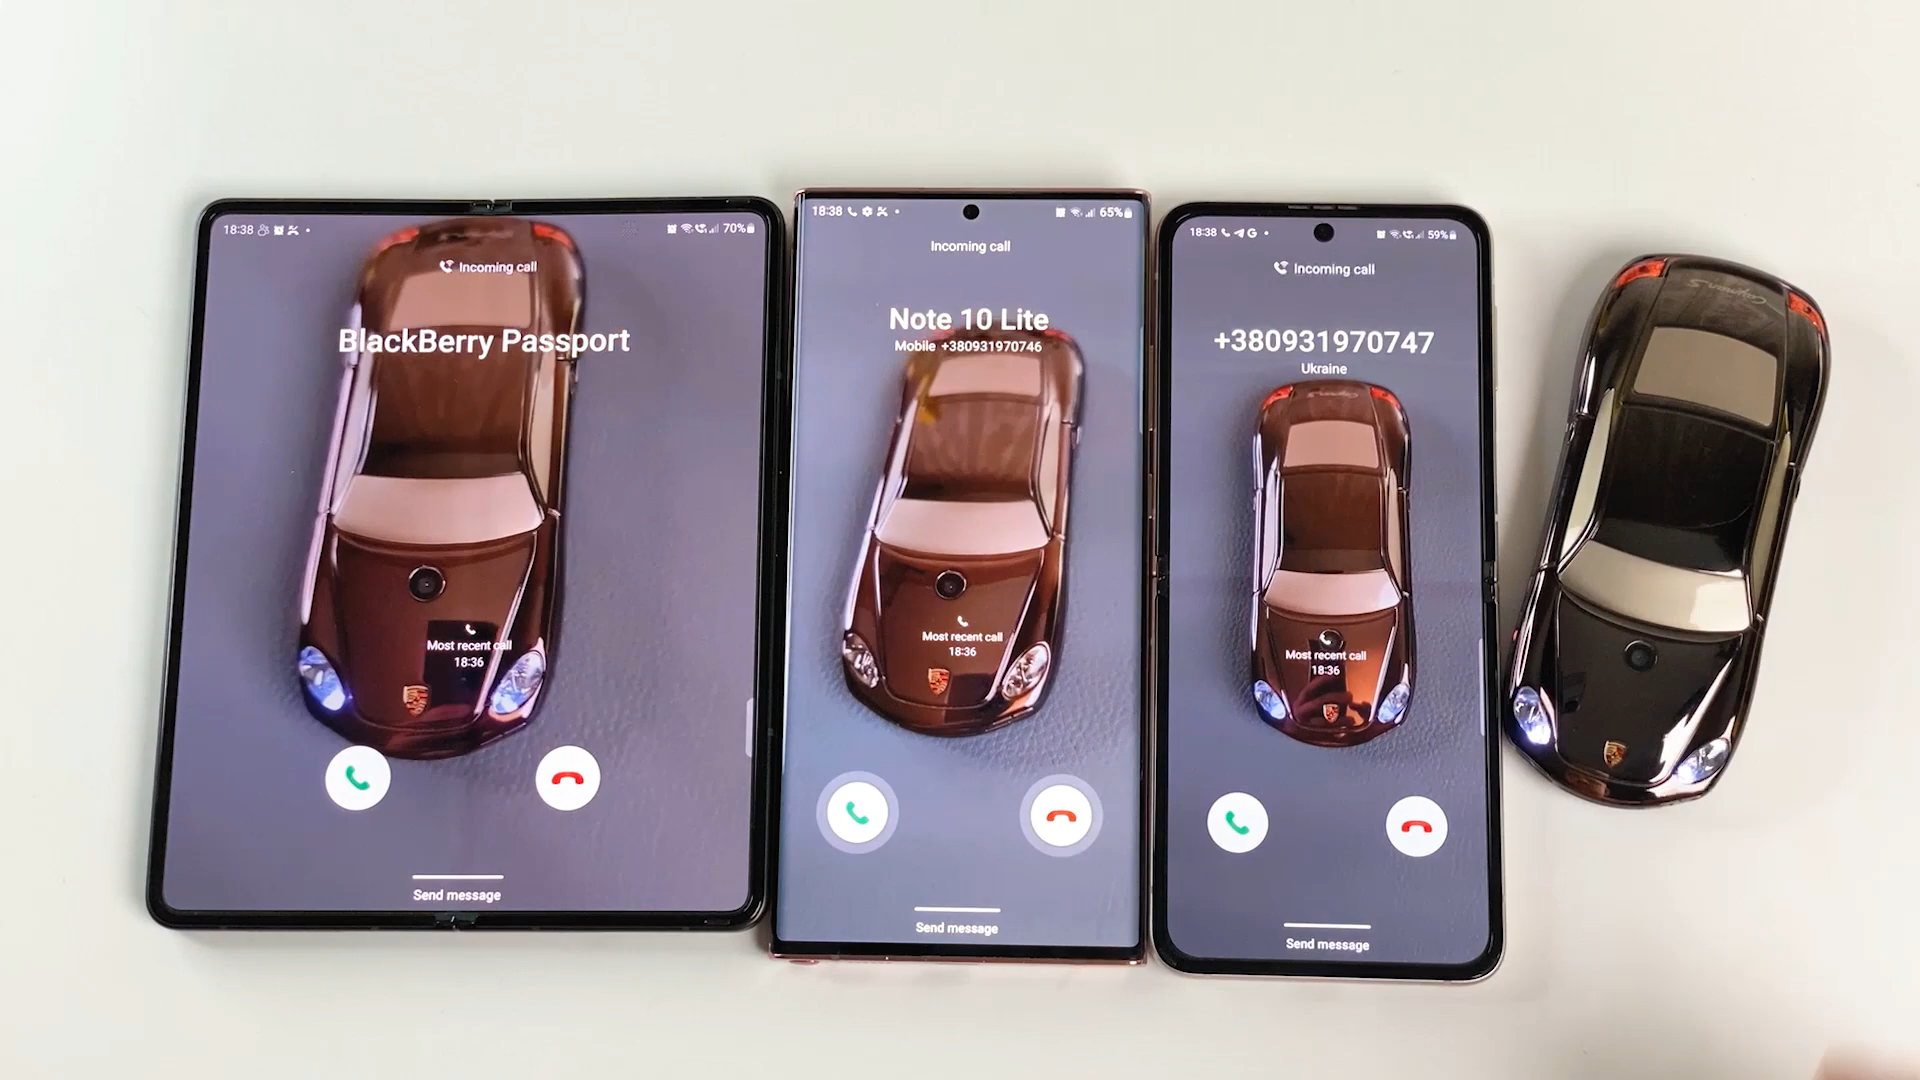 18:38
70%
Incoming call
BlackBerry Passport
Most recent call
18:36
Send message
18:38
65%
Incoming call
Note 10 Lite
Mobile +380931970746
Most recent call
18:36
Send message
18:38
59%
Incoming call
+380931970747
Ukraine
Most recent call
18:36
Send message
Cayman S